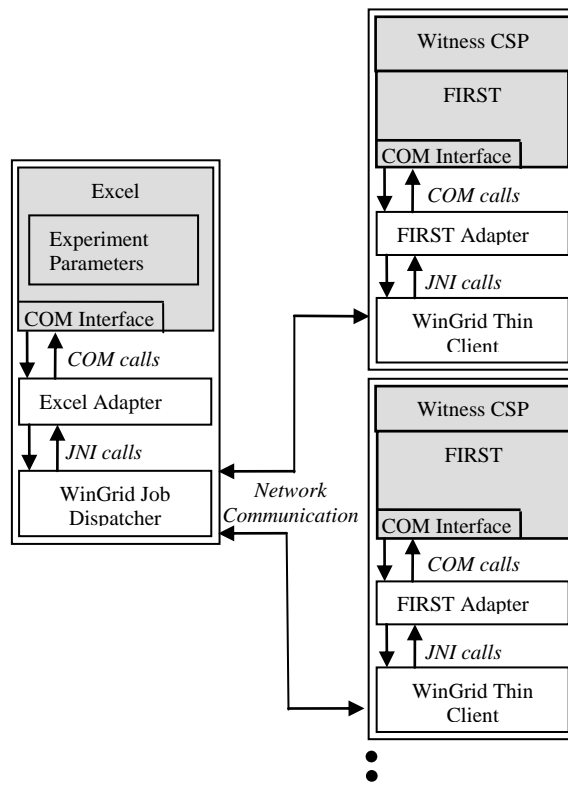 Excel
Experiment
Parameters
COM Interface
COM calls
Excel Adapter
JNI calls
WinGrid Job
Dispatcher
Network
Communication
Witness CSP
FIRST
COM Interface
COM calls
FIRST Adapter
JNI calls
WinGrid Thin
Client
Witness CSP
FIRST
COM Interface
COM calls
FIRST Adapter
JNI calls
WinGrid Thin
Client